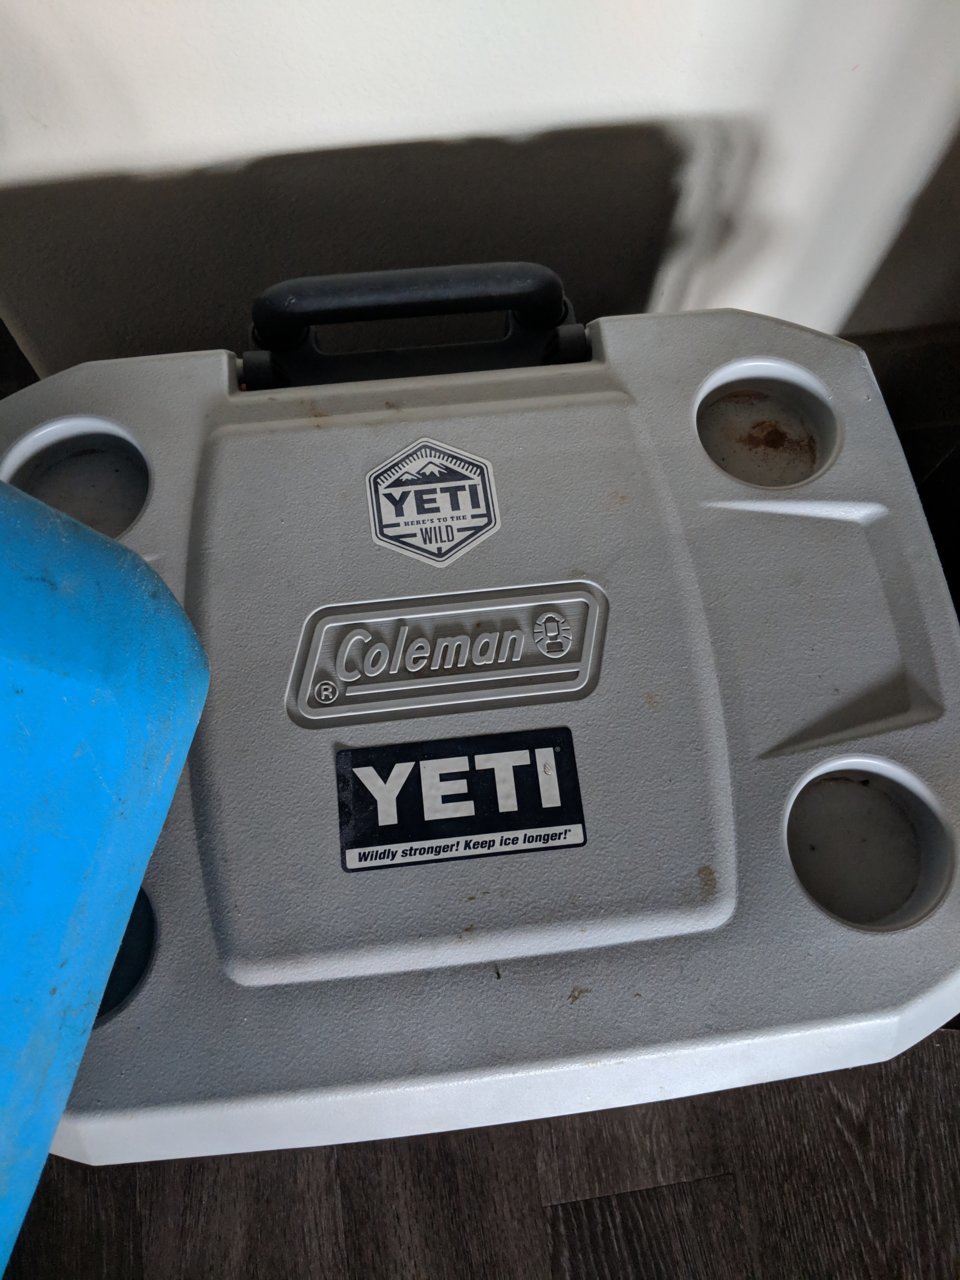 YETI
HERE'S TO THE
WILD
Coleman
®
YETI®
Wildly stronger! Keep ice longer!*